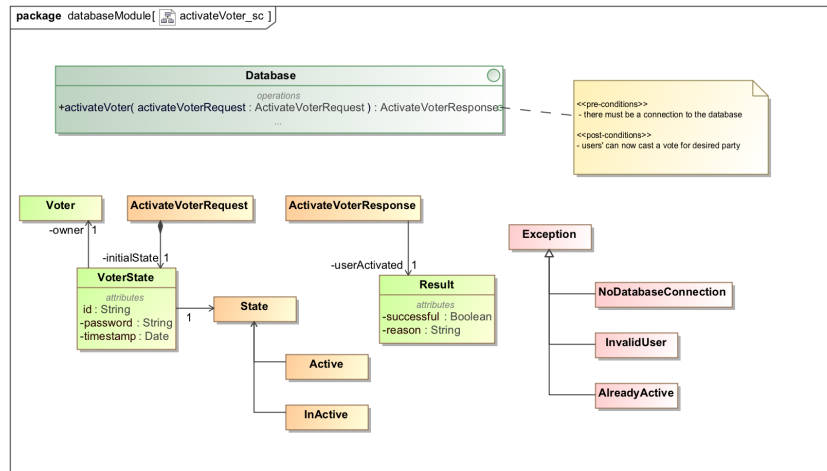 package databaseModule[ activateVoter_sc ]
Database
operations
+activateVoter( activateVoterRequest : ActivateVoterRequest ) : ActivateVoterResponse
...
<<pre-conditions>>
- there must be a connection to the database
<<post-conditions>>
- users' can now cast a vote for desired party
Voter
ActivateVoterRequest
ActivateVoterResponse
-owner 1
-initialState 1
-userActivated 1
Exception
VoterState
attributes
id : String
-password : String
-timestamp : Date
1
State
Active
InActive
Result
attributes
-successful : Boolean
-reason : String
NoDatabaseConnection
InvalidUser
AlreadyActive